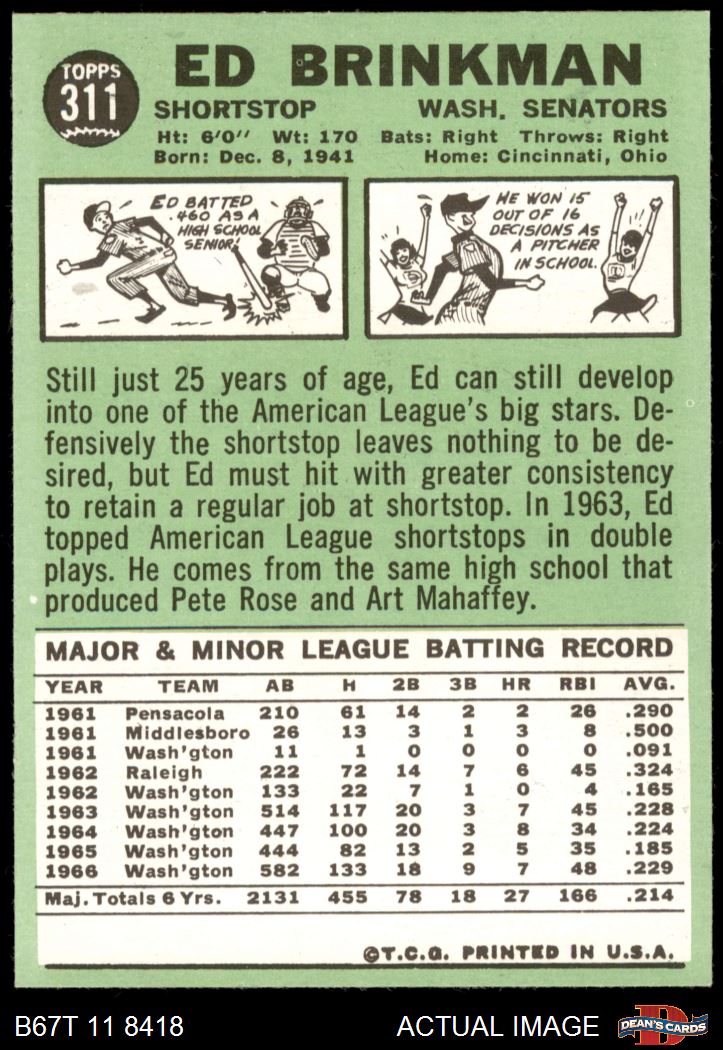 TOPPS
311
ED BRINKMAN
SHORTSTOP WASH. SENATORS
Ht: 6'0'' Wt: 170 Bats: Right Throws: Right
Born: Dec. 8, 1941 Home: Cincinnati, Ohio
ED BATTED
.460 AS A
HIGH SCHOOL
SENIOR!
HE WON 15
OUT OF 16
DECISIONS AS
A PITCHER
IN SCHOOL.
Still just 25 years of age, Ed can still develop
into one of the American League's big stars. De-
fensively the shortstop leaves nothing to be de-
sired, but Ed must hit with greater consistency
to retain a regular job at shortstop. In 1963, Ed
topped American League shortstops in double
plays. He comes from the same high school that
produced Pete Rose and Art Mahaffey.
MAJOR & MINOR LEAGUE BATTING RECORD
YEAR TEAM AB H 2B 3B HR RBI AVG.
1961 Pensacola 210 61 14 2 2 26 .290
1961 Middlesboro 26 13 3 1 3 8 .500
1961 Wash'gton 11 1 0 0 0 0 .091
1962 Raleigh 222 72 14 7 6 45 .324
1962 Wash'gton 133 22 7 1 0 4 .165
1963 Wash'gton 514 117 20 3 7 45 .228
1964 Wash'gton 447 100 20 3 8 34 .224
1965 Wash'gton 444 82 13 2 5 35 .185
1966 Wash'gton 582 133 18 9 7 48 .229
Maj. Totals 6 Yrs. 2131 455 78 18 27 166 .214
©T.C.G. PRINTED IN U.S.A.
B67T 11 8418 ACTUAL IMAGE DEAN'S CARDS